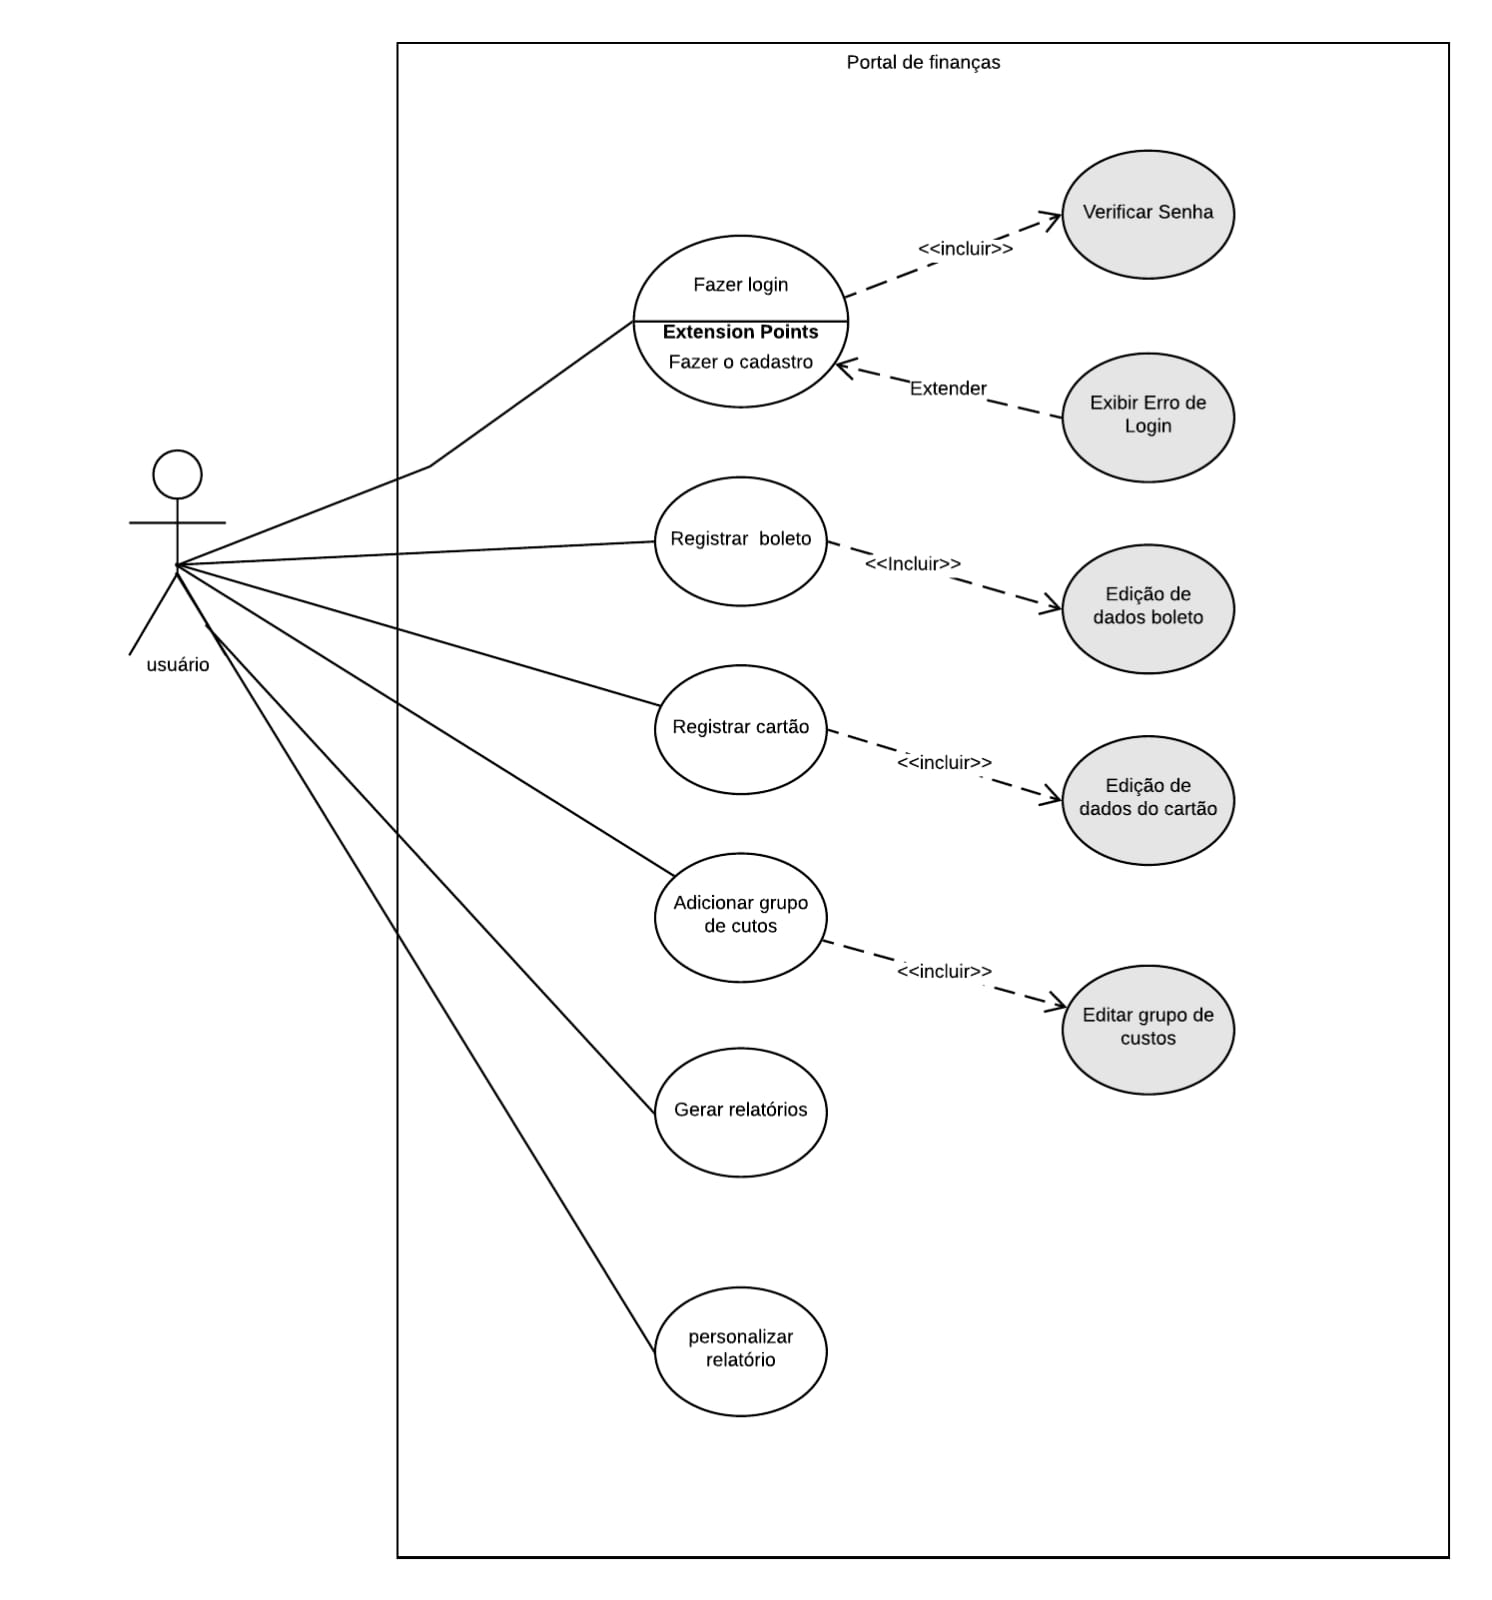 Portal de finanças
Verificar Senha
<<incluir>>
Fazer login
Extension Points
Fazer o cadastro
Extender
Exibir Erro de
Login
Registrar  boleto
<<Incluir>>
Edição de
dados boleto
usuário
Registrar cartão
<<incluir>>
Edição de
dados do cartão
Adicionar grupo
de cutos
<<incluir>>
Editar grupo de
custos
Gerar relatórios
personalizar
relatório